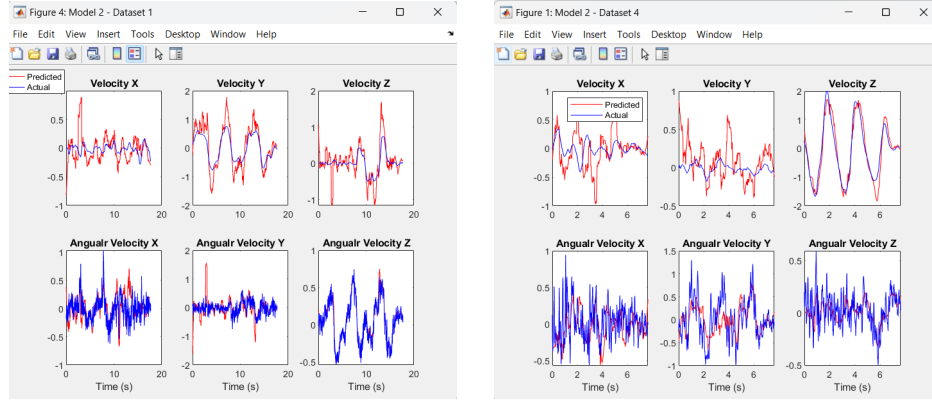 Figure 4: Model 2 - Dataset 1
File Edit View Insert Tools Desktop Window Help
Predicted
Actual
Velocity X
1
0.5
0
-0.5
-1
0 10 20
Velocity Y
2
1
0
-1
-2
0 10 20
Velocity Z
2
1
0
-1
0 10 20
Angualr Velocity X
1
0.5
0
-0.5
-1
0 10 20
Time (s)
Angualr Velocity Y
2
1
0
-1
-2
0 10 20
Time (s)
Angualr Velocity Z
1
0.5
0
-0.5
0 10 20
Time (s)
Figure 1: Model 2 - Dataset 4
File Edit View Insert Tools Desktop Window Help
Predicted
Actual
Velocity X
1
0.5
0
-0.5
-1
0 2 4 6
Velocity Y
1
0.5
0
-0.5
0 2 4 6
Velocity Z
2
1
0
-1
-2
0 2 4 6
Angualr Velocity X
1
0.5
0
-0.5
0 2 4 6
Time (s)
Angualr Velocity Y
1.5
1
0.5
0
-0.5
-1
0 2 4 6
Time (s)
Angualr Velocity Z
0.5
0
-0.5
0 2 4 6
Time (s)